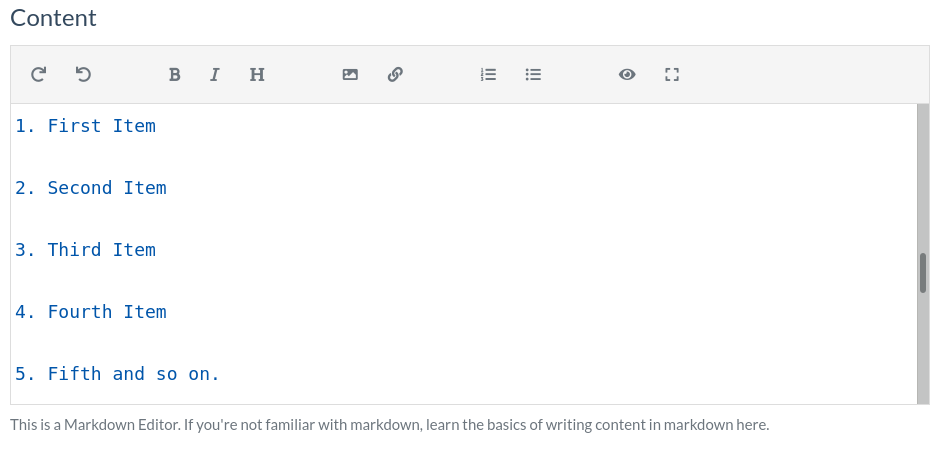 Content
B I H
1. First Item
2. Second Item
3. Third Item
4. Fourth Item
5. Fifth and so on.
This is a Markdown Editor. If you're not familiar with markdown, learn the basics of writing content in markdown here.